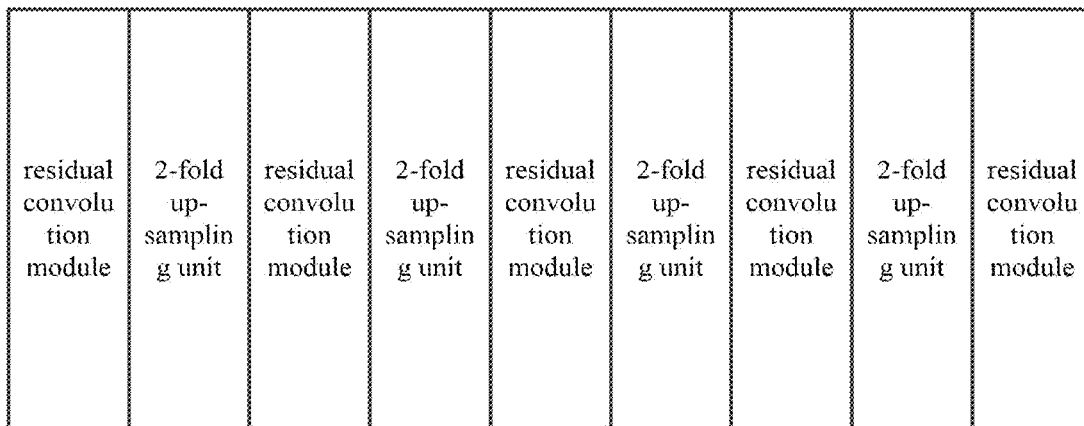 residual
convolu
tion
module
2-fold
up-
samplin
g unit
residual
convolu
tion
module
2-fold
up-
samplin
g unit
residual
convolu
tion
module
2-fold
up-
samplin
g unit
residual
convolu
tion
module
2-fold
up-
samplin
g unit
residual
convolu
tion
module